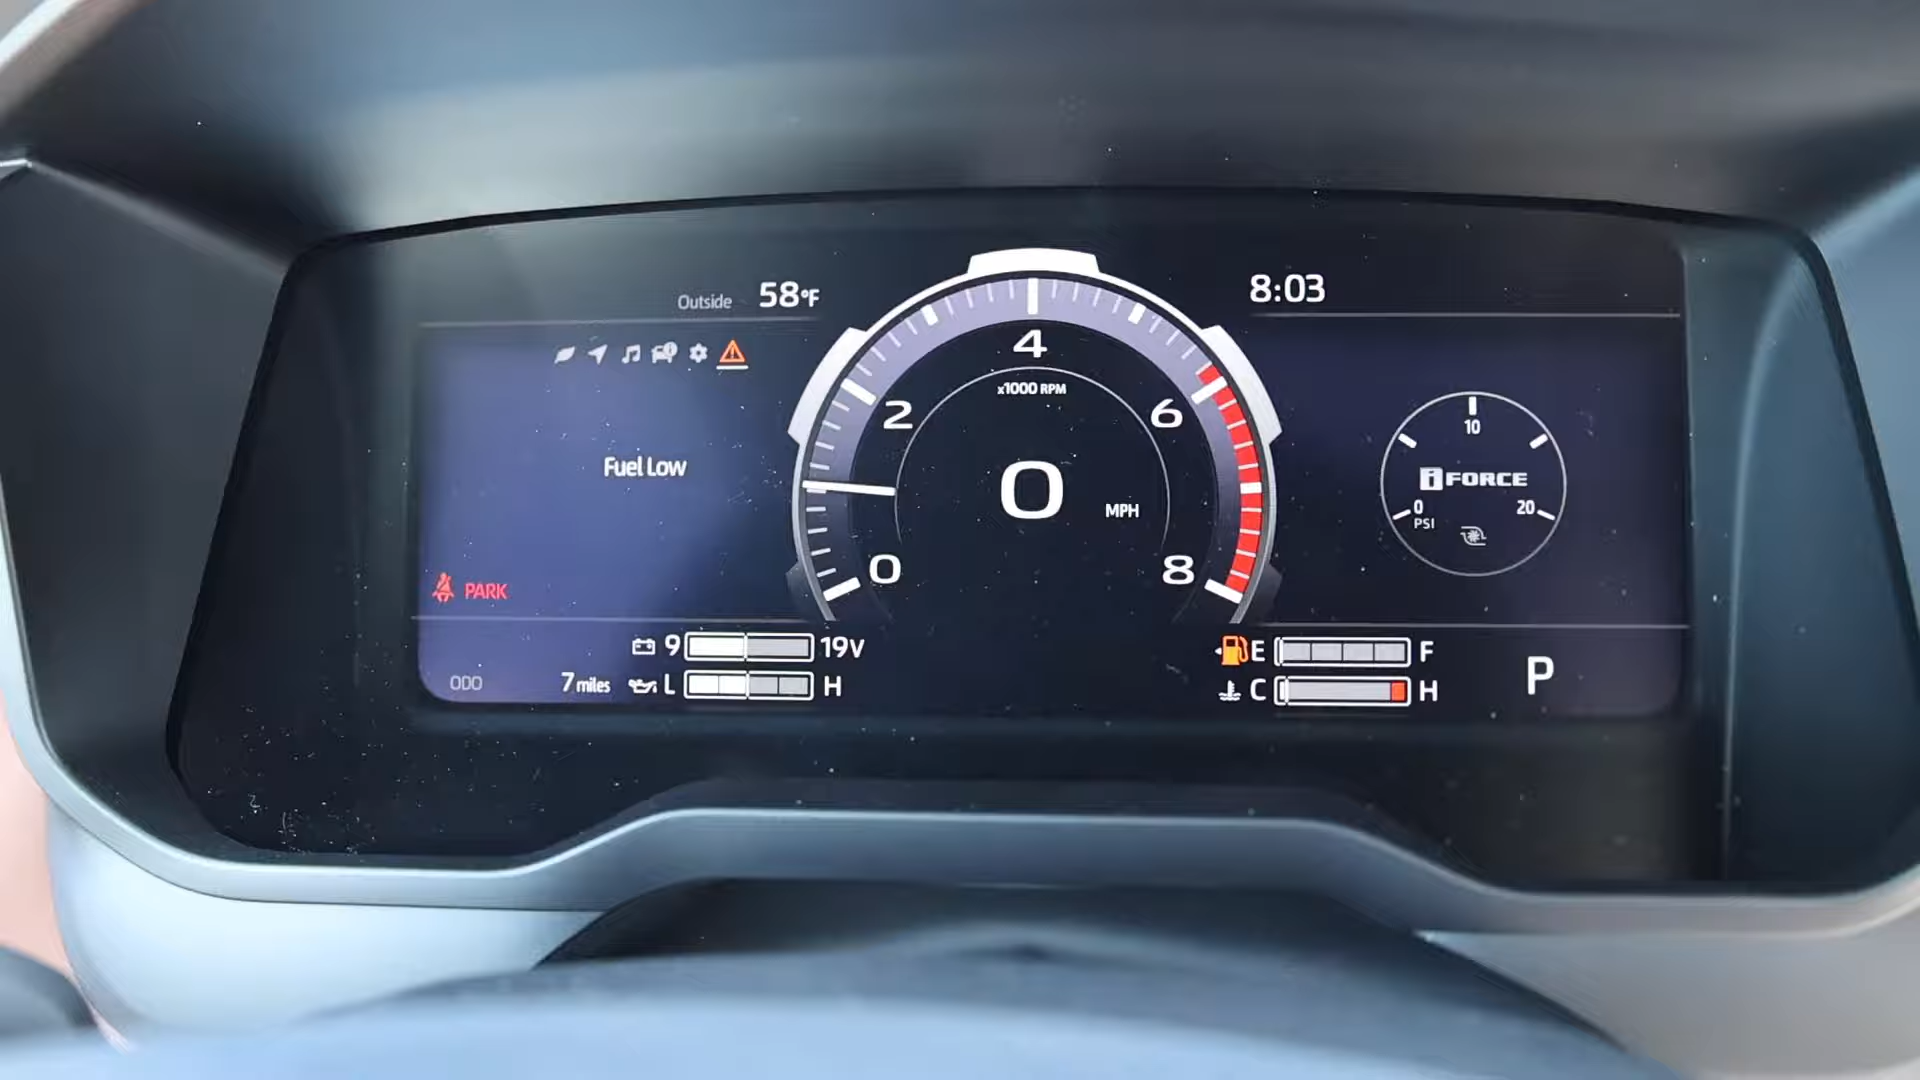 Outside 58°F
8:03
4
x1000 RPM
2
6
10
Fuel Low
0
MPH
iFORCE
0
20
PSI
0
8
PARK
9
19V
E
F
ODO
7 miles
L
H
C
H
P